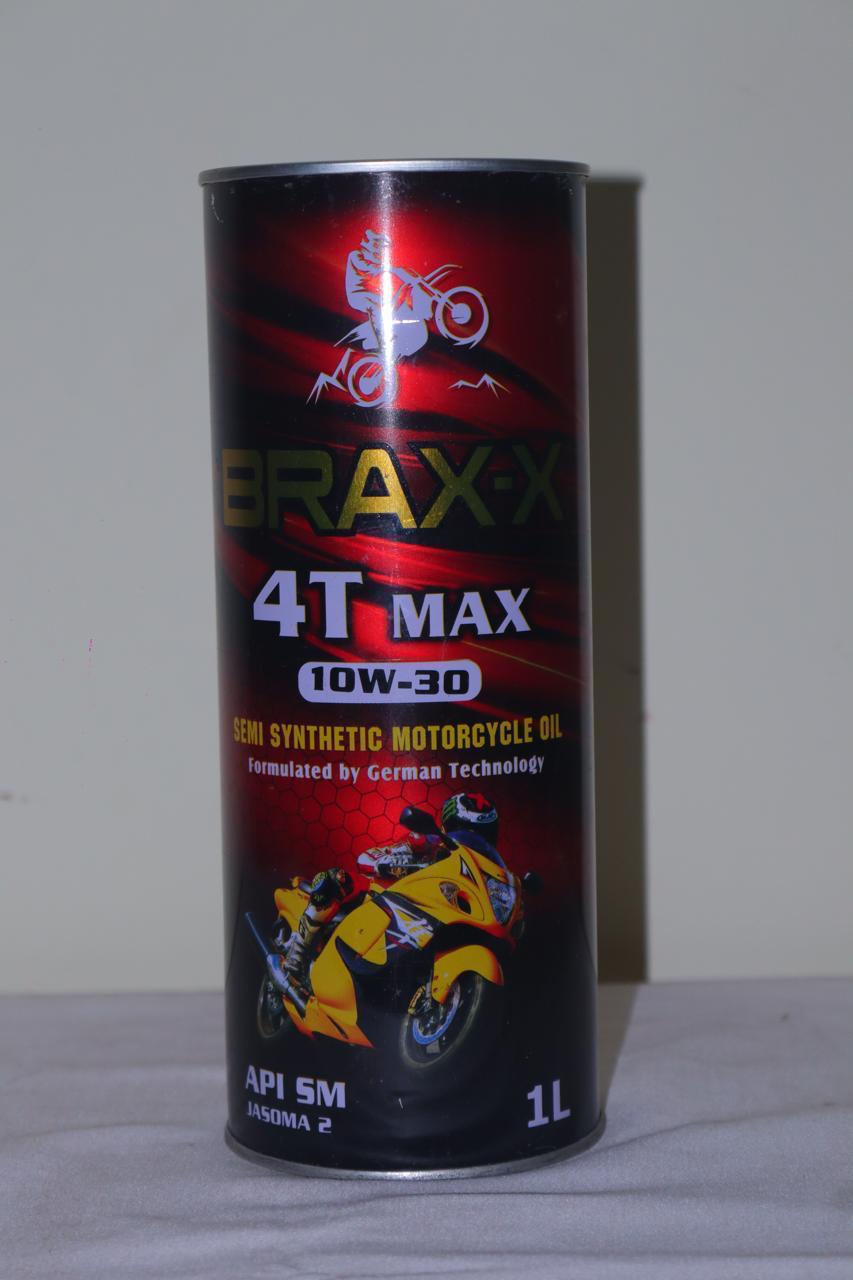 BRAX-X
4T MAX
10W-30
SEMI SYNTHETIC MOTORCYCLE OIL
Formulated by German Technology
API SM
JASOMA 2
1L